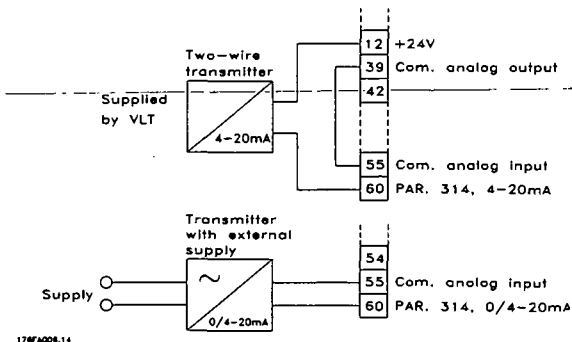 Two-wire
transmitter
Supplied
by VLT
4-20mA
12 +24V
39 Com. analog output
42
55 Com. analog input
60 PAR. 314, 4-20mA
Transmitter
with external
supply
Supply
~
0/4-20mA
54
55 Com. analog input
60 PAR. 314, 0/4-20mA